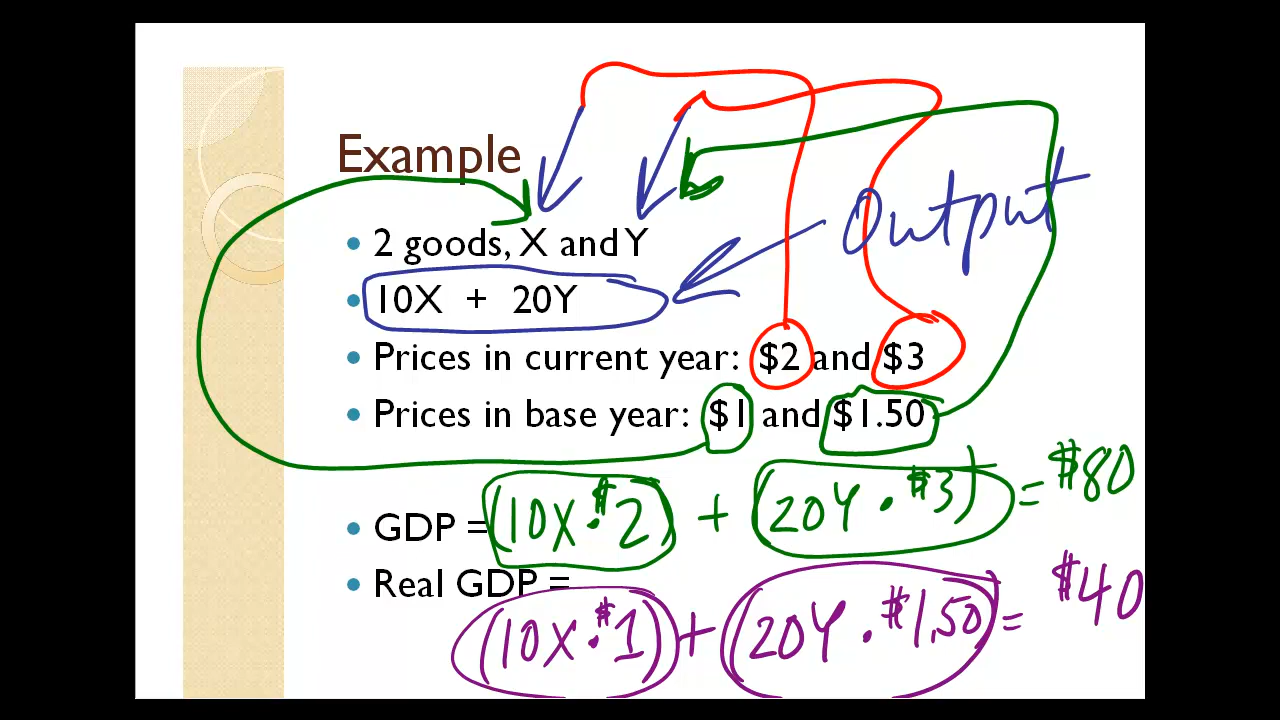 Example
• 2 goods, X and Y
• 10X + 20Y
Output
• Prices in current year: $2 and $3
• Prices in base year: $1 and $1.50
• GDP = (10X · $2) + (20Y · $3) = $80
• Real GDP =
(10X · $1) + (20Y · $1.50) = $40